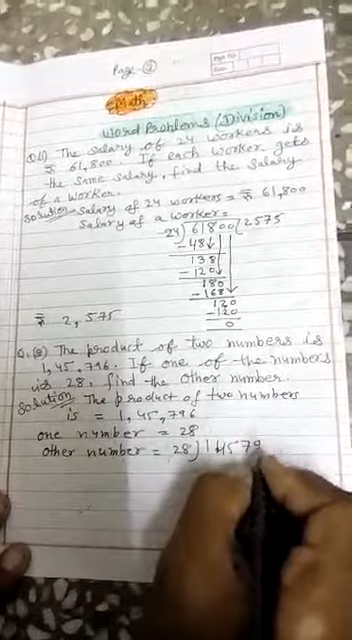 Page-②
Page No.
Date
Math
Word Problems (Division)
Q.(1) The salary of 24 workers is
₹ 61,800. If each worker gets
the same salary, find the salary
of a worker.
Solution- Salary of 24 workers = ₹ 61,800
Salary of a worker =
24)61800(2575
-48
138
-120
180
-168
120
-120
0
₹ 2,575
Q.(2) The product of two numbers is
1,45,796. If one of the numbers
is 28, find the other number.
Solution The product of two numbers
is = 1,45,796
one number = 28
other number = 28)14579